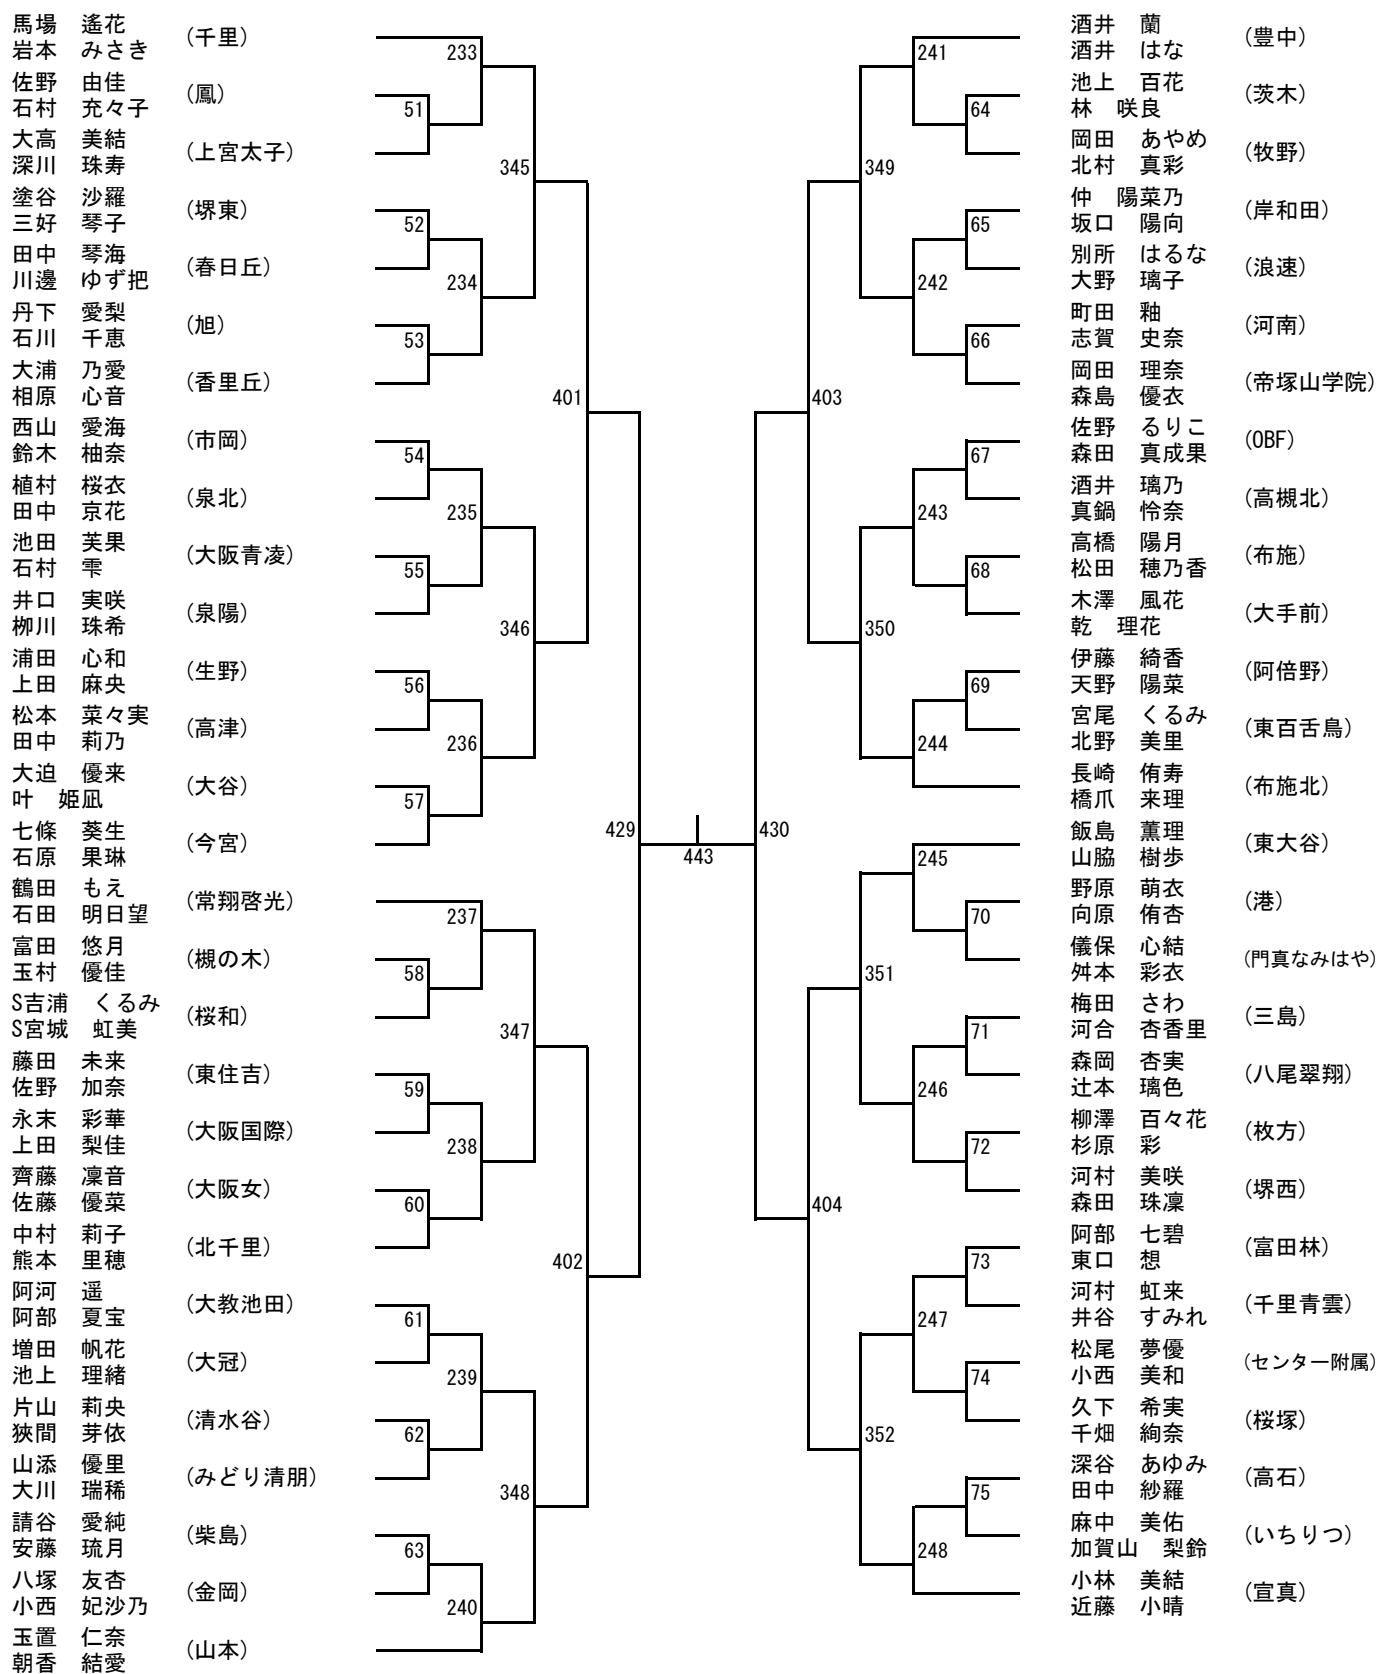 馬場　遙花
岩本　みさき
(千里)
佐野　由佳
石村　充々子
(鳳)
大高　美結
深川　珠寿
(上宮太子)
塗谷　沙羅
三好　琴子
(堺東)
田中　琴海
川邊　ゆず把
(春日丘)
丹下　愛梨
石川　千恵
(旭)
大浦　乃愛
相原　心音
(香里丘)
西山　愛海
鈴木　柚奈
(市岡)
植村　桜衣
田中　京花
(泉北)
池田　芙果
石村　雫
(大阪青凌)
井口　実咲
栁川　珠希
(泉陽)
浦田　心和
上田　麻央
(生野)
松本　菜々実
田中　莉乃
(高津)
大迫　優来
叶　姫凪
(大谷)
七條　葵生
石原　果琳
(今宮)
鶴田　もえ
石田　明日望
(常翔啓光)
富田　悠月
玉村　優佳
(槻の木)
S吉浦　くるみ
S宮城　虹美
(桜和)
藤田　未来
佐野　加奈
(東住吉)
永末　彩華
上田　梨佳
(大阪国際)
齊藤　凜音
佐藤　優菜
(大阪女)
中村　莉子
熊本　里穂
(北千里)
阿河　遥
阿部　夏宝
(大教池田)
増田　帆花
池上　理緒
(大冠)
片山　莉央
狹間　芽依
(清水谷)
山添　優里
大川　瑞稀
(みどり清朋)
請谷　愛純
安藤　琉月
(柴島)
八塚　友杏
小西　妃沙乃
(金岡)
玉置　仁奈
朝香　結愛
(山本)
233
51
345
52
234
53
401
54
235
55
346
56
236
57
429
237
58
347
59
238
60
402
61
239
62
348
63
240
443
430
241
64
349
65
242
66
403
67
243
68
350
69
244
245
70
351
71
246
72
404
73
247
74
352
75
248
酒井　蘭
酒井　はな
(豊中)
池上　百花
林　咲良
(茨木)
岡田　あやめ
北村　真彩
(牧野)
仲　陽菜乃
坂口　陽向
(岸和田)
別所　はるな
大野　璃子
(浪速)
町田　釉
志賀　史奈
(河南)
岡田　理奈
森島　優衣
(帝塚山学院)
佐野　るりこ
森田　真成果
(OBF)
酒井　璃乃
真鍋　怜奈
(高槻北)
高橋　陽月
松田　穂乃香
(布施)
木澤　風花
乾　理花
(大手前)
伊藤　綺香
天野　陽菜
(阿倍野)
宮尾　くるみ
北野　美里
(東百舌鳥)
長崎　侑寿
橋爪　来理
(布施北)
飯島　薫理
山脇　樹歩
(東大谷)
野原　萌衣
向原　侑杏
(港)
儀保　心結
舛本　彩衣
(門真なみはや)
梅田　さわ
河合　杏香里
(三島)
森岡　杏実
辻本　璃色
(八尾翠翔)
柳澤　百々花
杉原　彩
(枚方)
河村　美咲
森田　珠凜
(堺西)
阿部　七碧
東口　想
(富田林)
河村　虹来
井谷　すみれ
(千里青雲)
松尾　夢優
小西　美和
(センター附属)
久下　希実
千畑　絢奈
(桜塚)
深谷　あゆみ
田中　紗羅
(高石)
麻中　美佑
加賀山　梨鈴
(いちりつ)
小林　美結
近藤　小晴
(宣真)